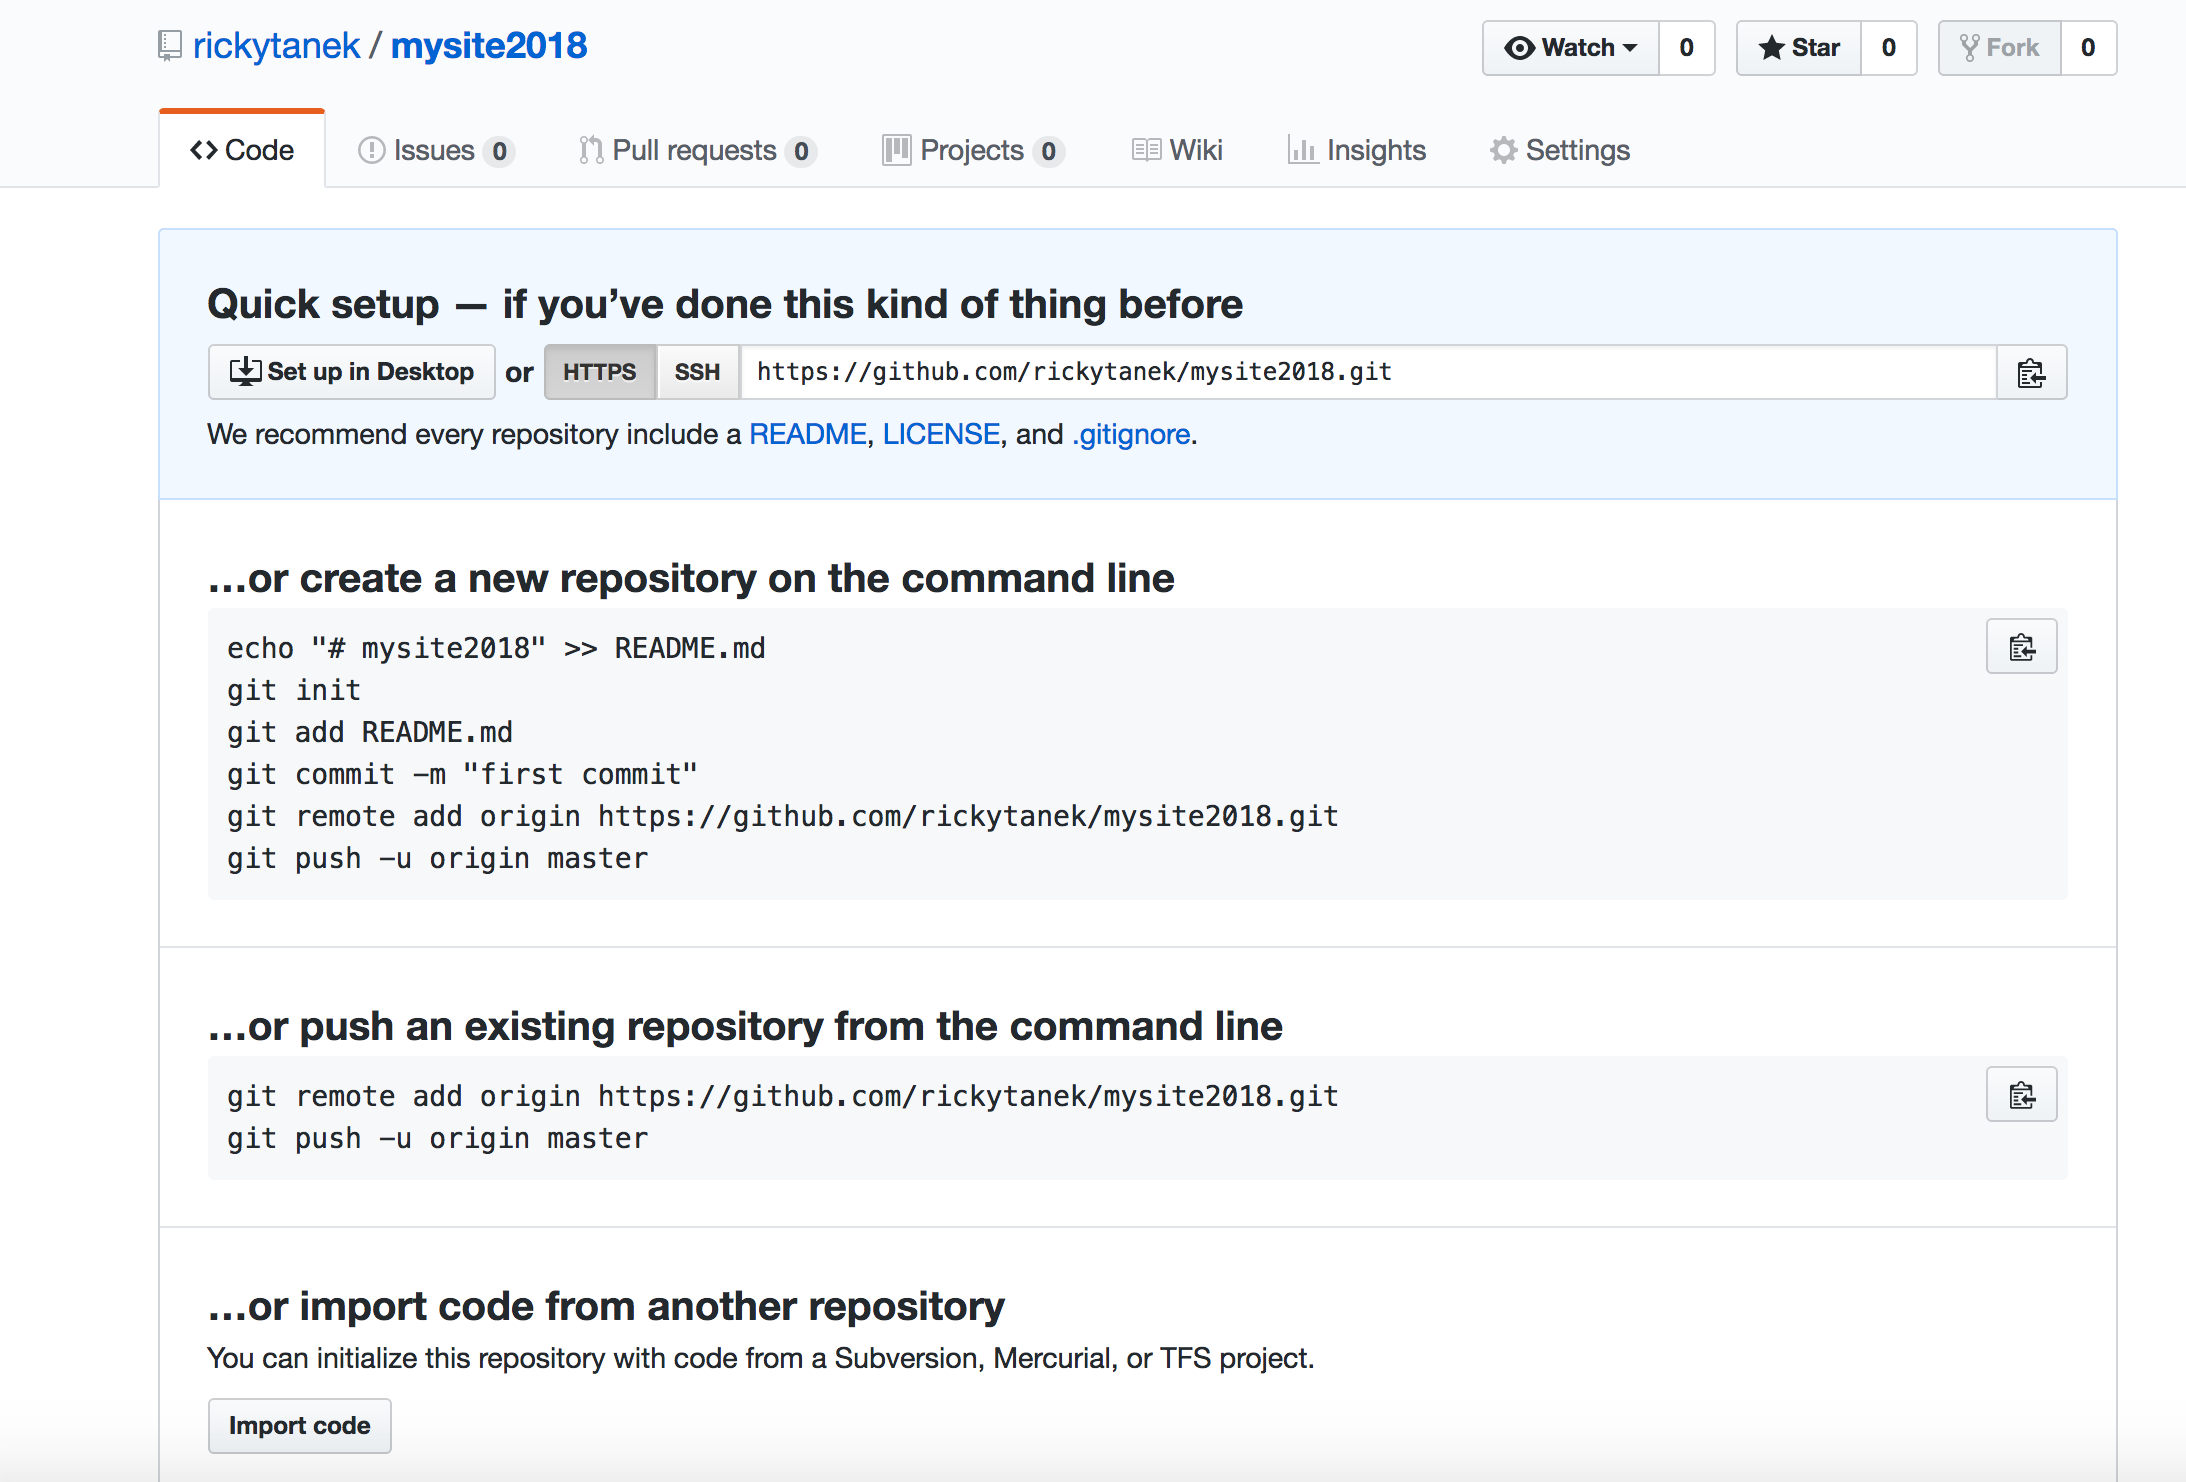 rickytanek / mysite2018
Watch 0 Star 0 Fork 0
Code Issues 0 Pull requests 0 Projects 0 Wiki Insights Settings
Quick setup — if you’ve done this kind of thing before
Set up in Desktop or HTTPS SSH https://github.com/rickytanek/mysite2018.git
We recommend every repository include a README, LICENSE, and .gitignore.
…or create a new repository on the command line
echo "# mysite2018" >> README.md
git init
git add README.md
git commit -m "first commit"
git remote add origin https://github.com/rickytanek/mysite2018.git
git push -u origin master
…or push an existing repository from the command line
git remote add origin https://github.com/rickytanek/mysite2018.git
git push -u origin master
…or import code from another repository
You can initialize this repository with code from a Subversion, Mercurial, or TFS project.
Import code